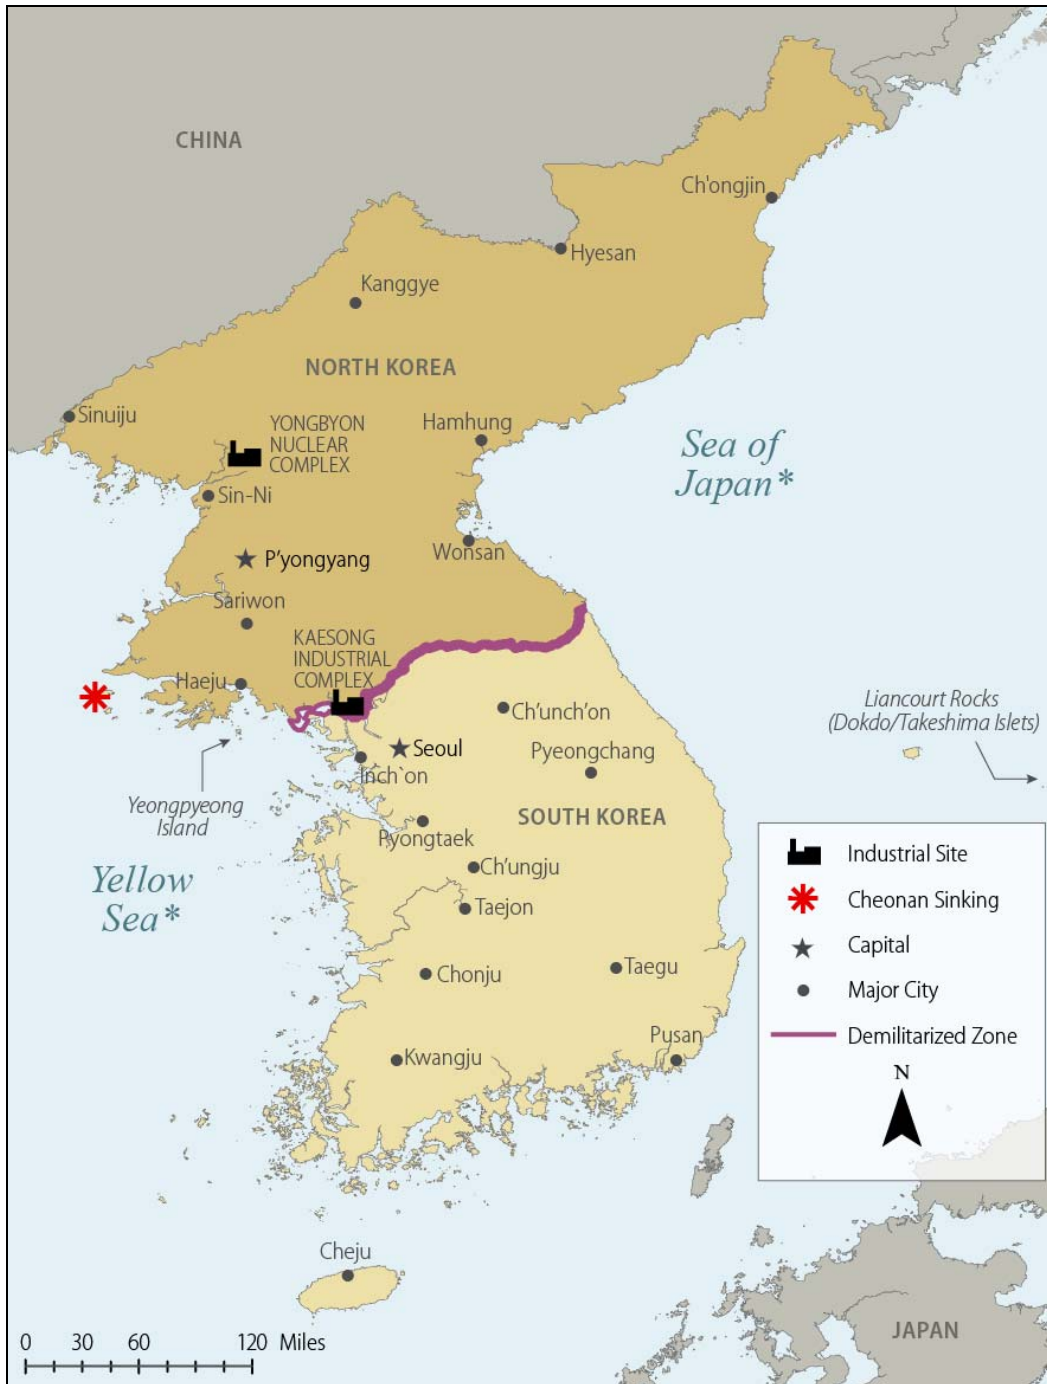 CHINA
Ch'ongjin
Hyesan
Kanggye
NORTH KOREA
Sinuiju
YONGBYON
NUCLEAR
COMPLEX
Hamhung
Sea of
Japan*
Sin-Ni
P'yongyang
Wonsan
Sariwon
KAESONG
INDUSTRIAL
COMPLEX
Haeju
Ch'unch'on
Liancourt Rocks
(Dokdo/Takeshima Islets)
Seoul
Pyeongchang
Inch`on
Yeongpyeong
Island
SOUTH KOREA
Pyongtaek
Yellow
Sea*
Ch'ungju
Taejon
Chonju
Taegu
Pusan
Kwangju
Industrial Site
Cheonan Sinking
Capital
Major City
Demilitarized Zone
N
Cheju
JAPAN
0 30 60 120 Miles